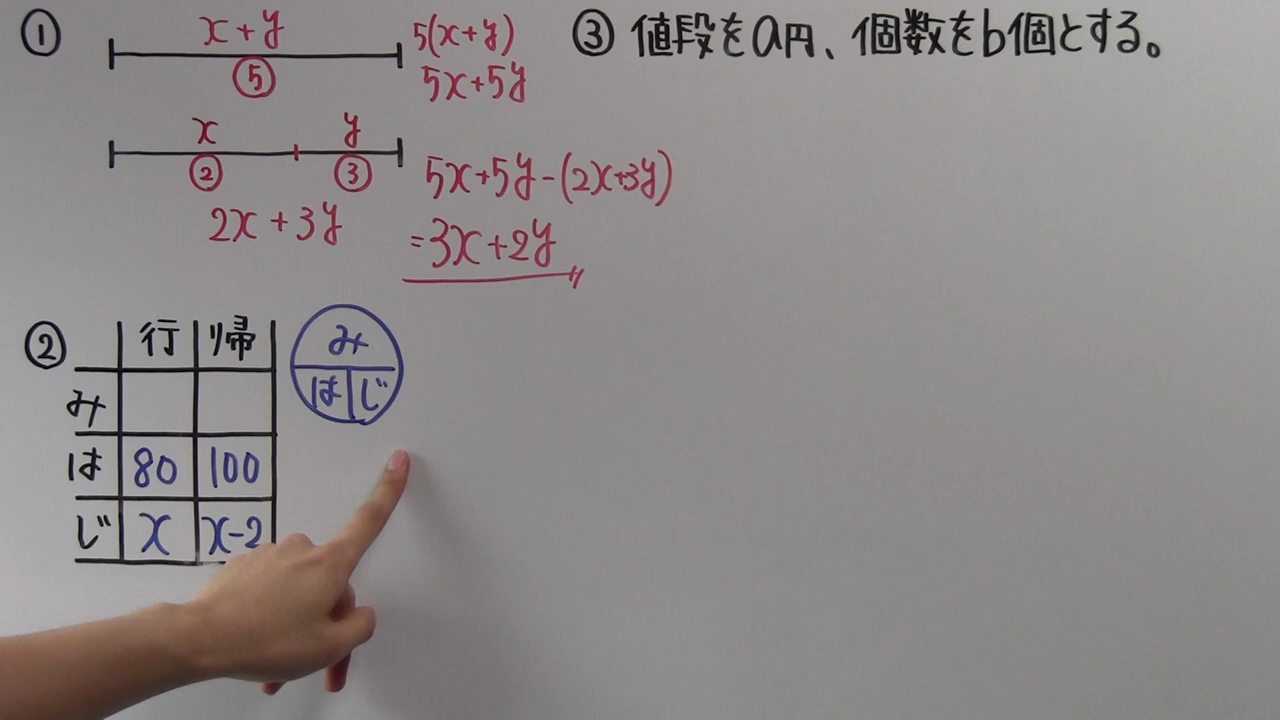 ①
x+y
⑤
5(x+y)
5x+5y
x y
② ③
2x+3y
5x+5y-(2x+3y)
=3x+2y
②
行 帰
み
は 80 100
じ x x-2
み
は じ
③ 値段をa円、個数をb個とする。